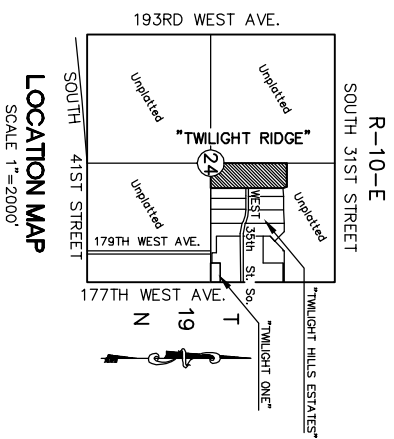 R-10-E
SOUTH 31ST STREET
193RD WEST AVE.
Unplatted
Unplatted
Unplatted
"TWILIGHT RIDGE"
24
WEST 35th St. So.
"TWILIGHT HILLS ESTATES"
"TWILIGHT ONE"
Unplatted
179TH WEST AVE.
177TH WEST AVE.
T
19
N
SOUTH 41ST STREET
LOCATION MAP
SCALE 1"=2000'